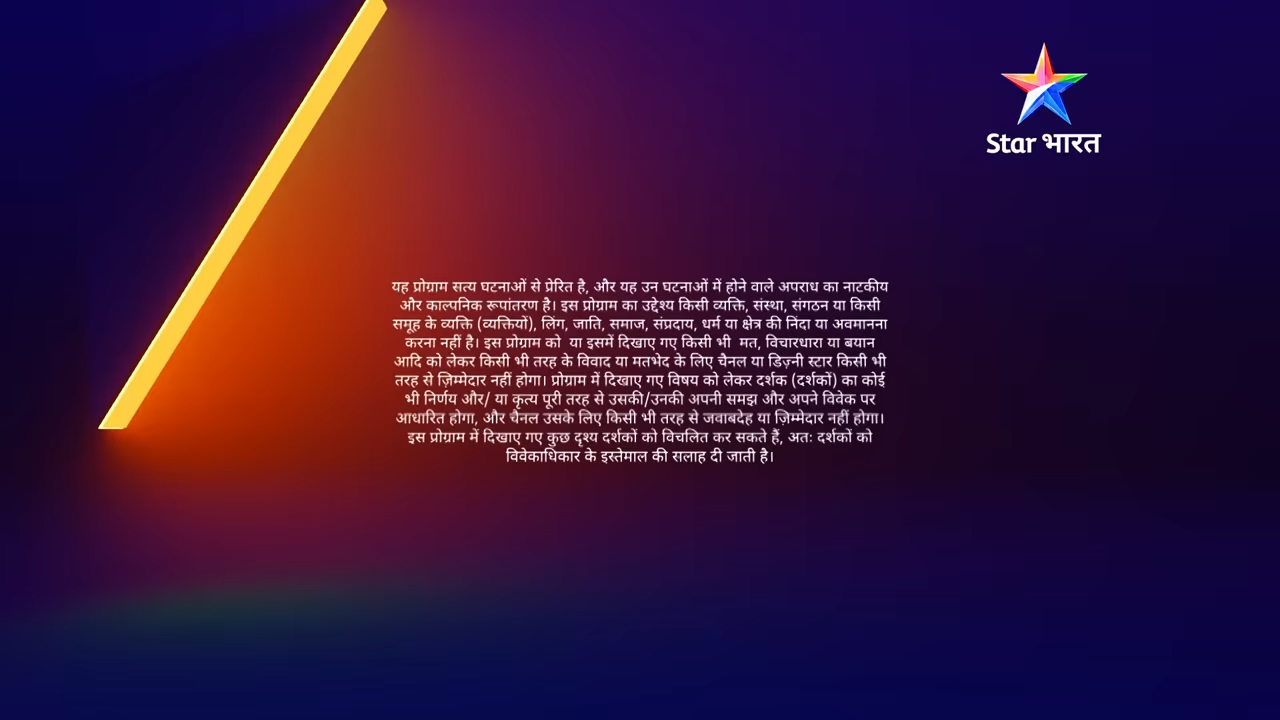 Star भारत
यह प्रोग्राम सत्य घटनाओं से प्रेरित है, और यह उन घटनाओं में होने वाले अपराध का नाटकीय
और काल्पनिक रूपांतरण है। इस प्रोग्राम का उद्देश्य किसी व्यक्ति, संस्था, संगठन या किसी
समूह के व्यक्ति (व्यक्तियों), लिंग, जाति, समाज, संप्रदाय, धर्म या क्षेत्र की निंदा या अवमानना
करना नहीं है। इस प्रोग्राम को या इसमें दिखाए गए किसी भी मत, विचारधारा या बयान
आदि को लेकर किसी भी तरह के विवाद या मतभेद के लिए चैनल या डिज़्नी स्टार किसी भी
तरह से ज़िम्मेदार नहीं होगा। प्रोग्राम में दिखाए गए विषय को लेकर दर्शक (दर्शकों) का कोई
भी निर्णय और/ या कृत्य पूरी तरह से उसकी/उनकी अपनी समझ और अपने विवेक पर
आधारित होगा, और चैनल उसके लिए किसी भी तरह से जवाबदेह या ज़िम्मेदार नहीं होगा।
इस प्रोग्राम में दिखाए गए कुछ दृश्य दर्शकों को विचलित कर सकते हैं, अतः दर्शकों को
विवेकाधिकार के इस्तेमाल की सलाह दी जाती है।